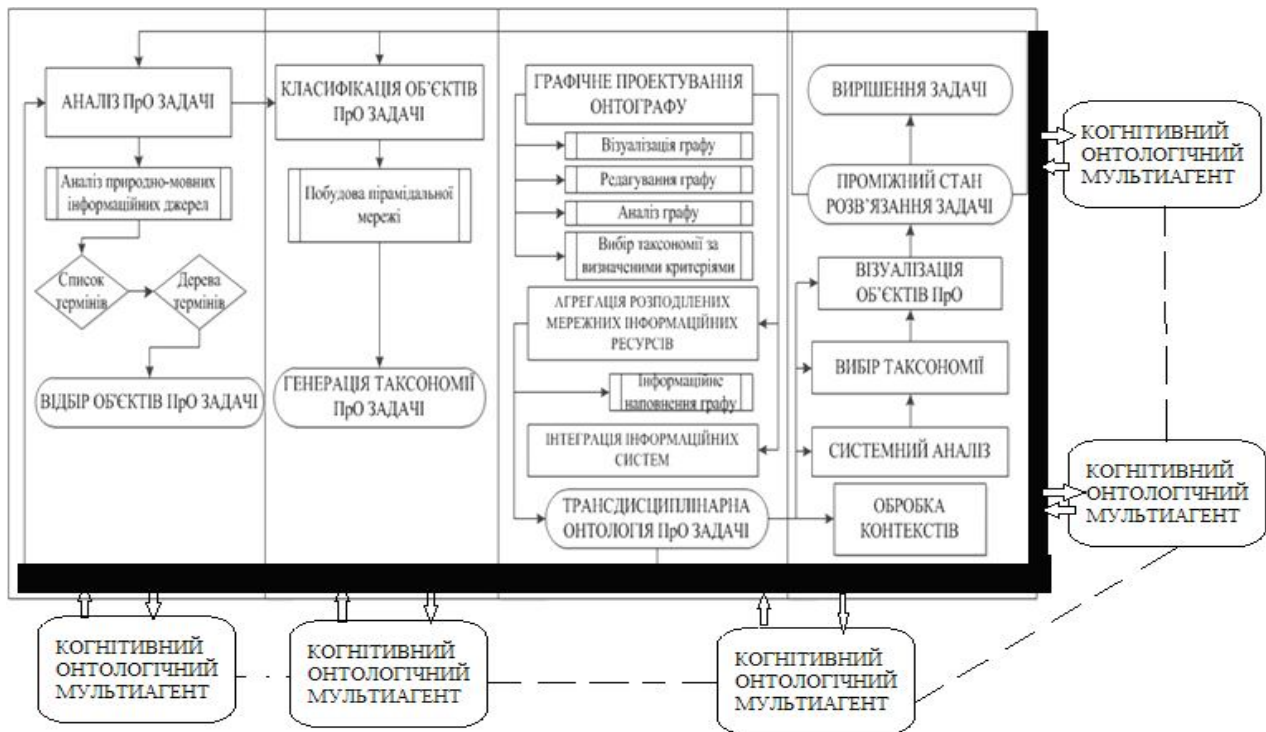 АНАЛІЗ ПрО ЗАДАЧІ
Аналіз природно-мовних
інформаційних джерел
Список
термінів
Дерева
термінів
ВІДБІР ОБ'ЄКТІВ ПрО ЗАДАЧІ
КЛАСИФІКАЦІЯ ОБ'ЄКТІВ
ПрО ЗАДАЧІ
Побудова пірамідальної
мережі
ГЕНЕРАЦІЯ ТАКСОНОМІЇ
ПрО ЗАДАЧІ
ГРАФІЧНЕ ПРОЕКТУВАННЯ
ОНТОГРАФУ
Візуалізація графу
Редагування графу
Аналіз графу
Вибір таксономії за
визначеними критеріями
АГРЕГАЦІЯ РОЗПОДІЛЕНИХ
МЕРЕЖНИХ ІНФОРМАЦІЙНИХ
РЕСУРСІВ
Інформаційне
наповнення графу
ІНТЕГРАЦІЯ ІНФОРМАЦІЙНИХ
СИСТЕМ
ТРАНСДИСЦИПЛІНАРНА
ОНТОЛОГІЯ ПрО ЗАДАЧІ
ВИРІШЕННЯ ЗАДАЧІ
ПРОМІЖНИЙ СТАН
РОЗВ'ЯЗАННЯ ЗАДАЧІ
ВІЗУАЛІЗАЦІЯ
ОБ'ЄКТІВ ПрО
ВИБІР ТАКСОНОМІЇ
СИСТЕМНИЙ АНАЛІЗ
ОБРОБКА
КОНТЕКСТІВ
КОГНІТИВНИЙ
ОНТОЛОГІЧНИЙ
МУЛЬТИАГЕНТ
КОГНІТИВНИЙ
ОНТОЛОГІЧНИЙ
МУЛЬТИАГЕНТ
КОГНІТИВНИЙ
ОНТОЛОГІЧНИЙ
МУЛЬТИАГЕНТ
КОГНІТИВНИЙ
ОНТОЛОГІЧНИЙ
МУЛЬТИАГЕНТ
КОГНІТИВНИЙ
ОНТОЛОГІЧНИЙ
МУЛЬТИАГЕНТ